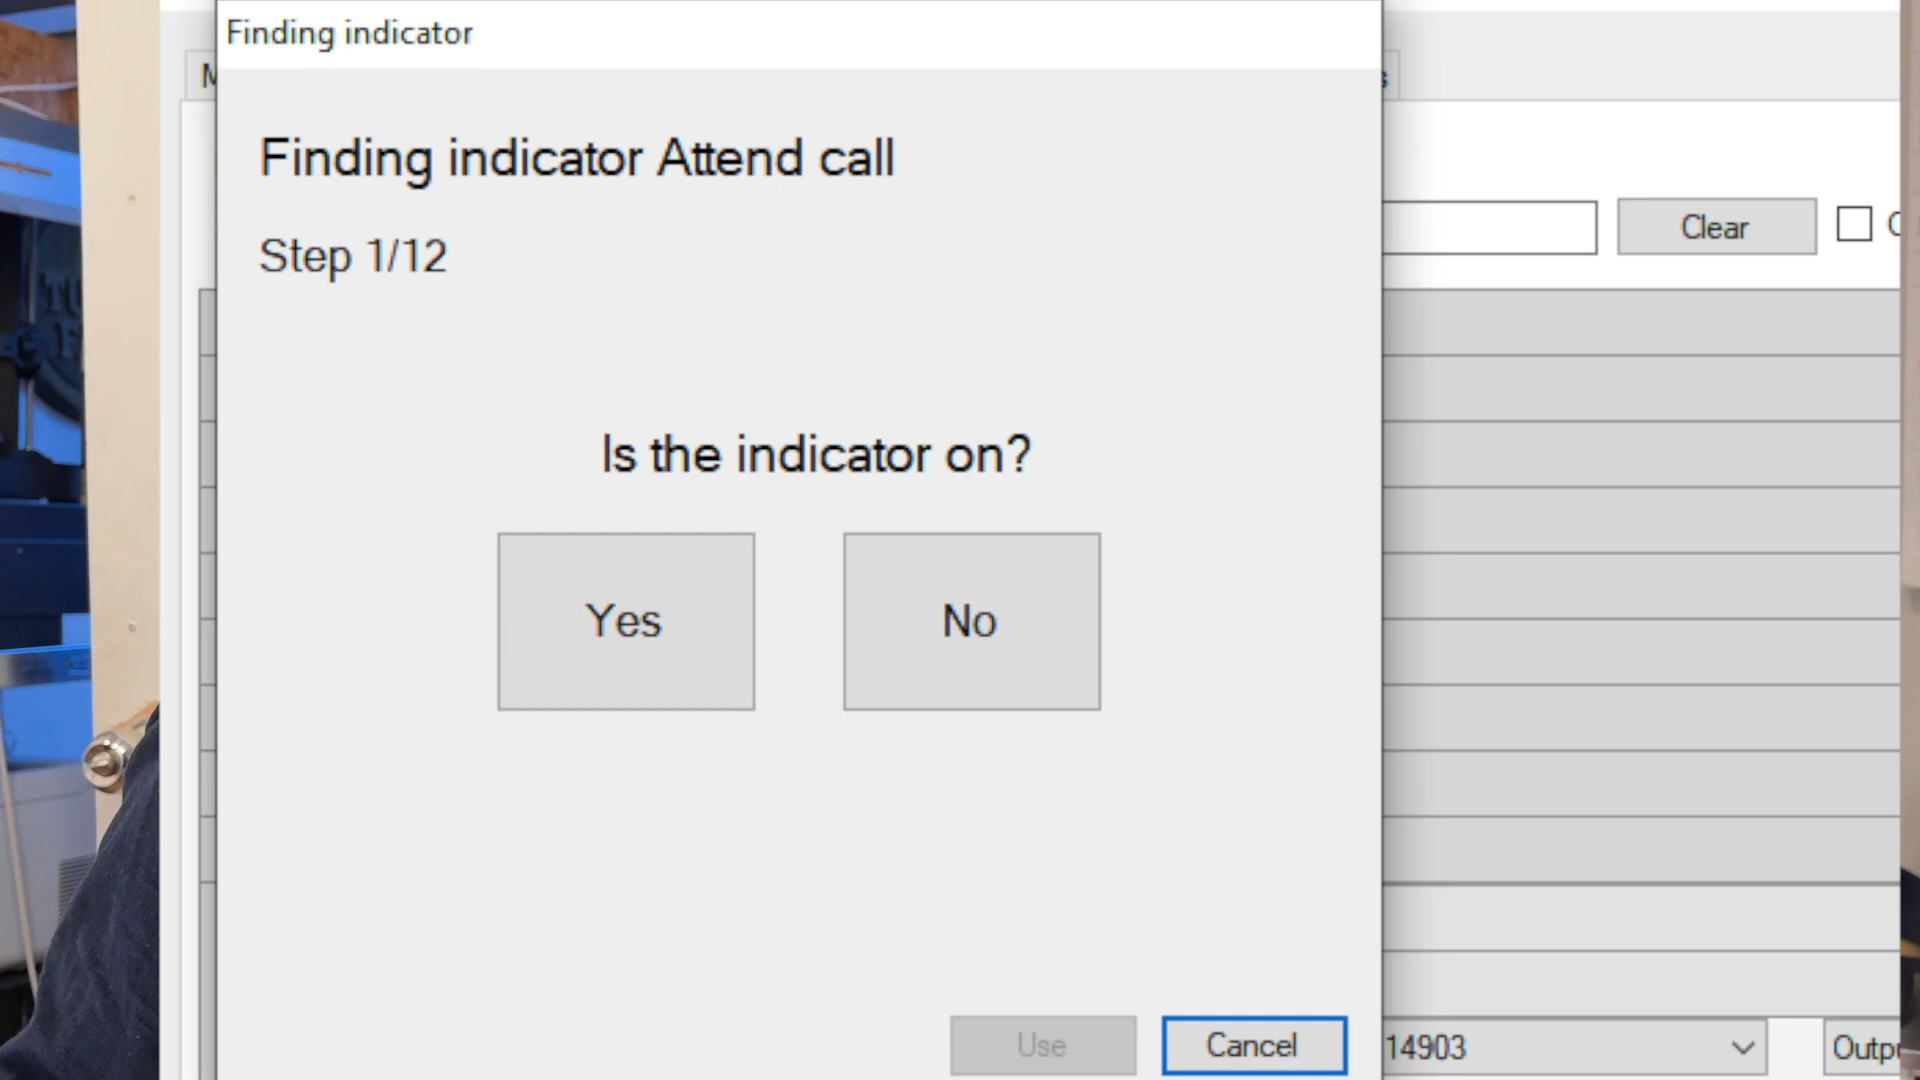 Finding indicator
Finding indicator Attend call
Step 1/12
Clear
Is the indicator on?
Yes
No
Use
Cancel
14903